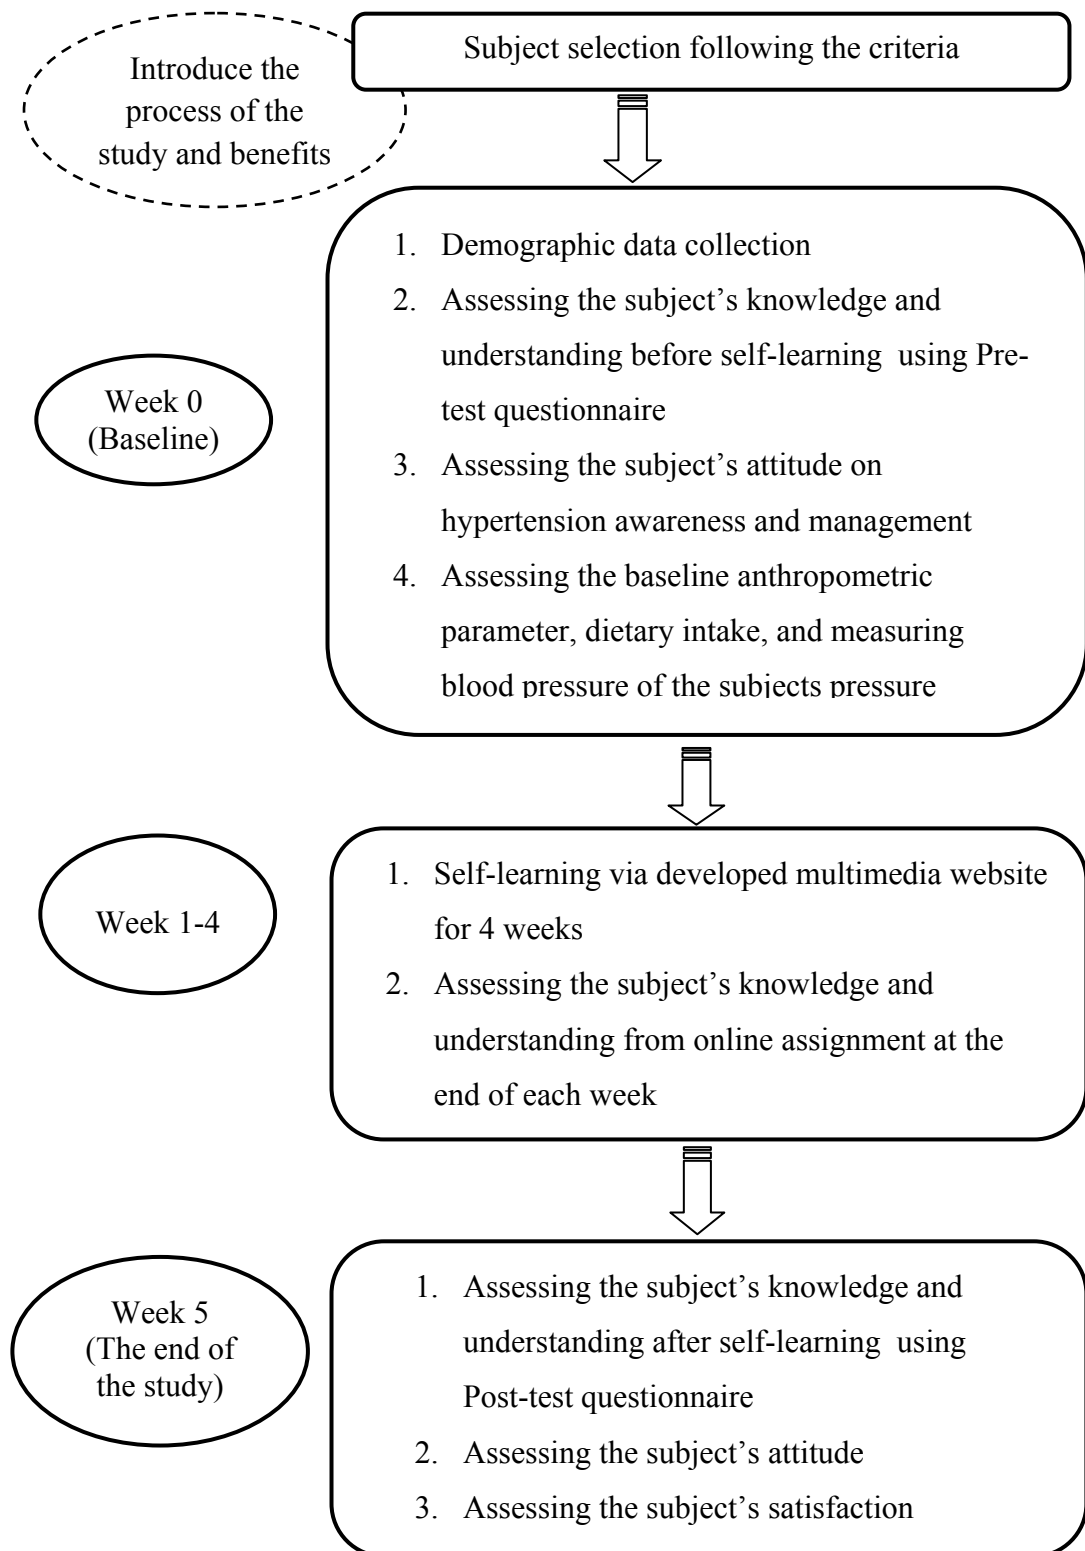 Introduce the
process of the
study and benefits
Subject selection following the criteria
Week 0
(Baseline)
1. Demographic data collection
2. Assessing the subject’s knowledge and
understanding before self-learning using Pre-
test questionnaire
3. Assessing the subject’s attitude on
hypertension awareness and management
4. Assessing the baseline anthropometric
parameter, dietary intake, and measuring
blood pressure of the subjects pressure
Week 1-4
1. Self-learning via developed multimedia website
for 4 weeks
2. Assessing the subject’s knowledge and
understanding from online assignment at the
end of each week
Week 5
(The end of
the study)
1. Assessing the subject’s knowledge and
understanding after self-learning using
Post-test questionnaire
2. Assessing the subject’s attitude
3. Assessing the subject’s satisfaction